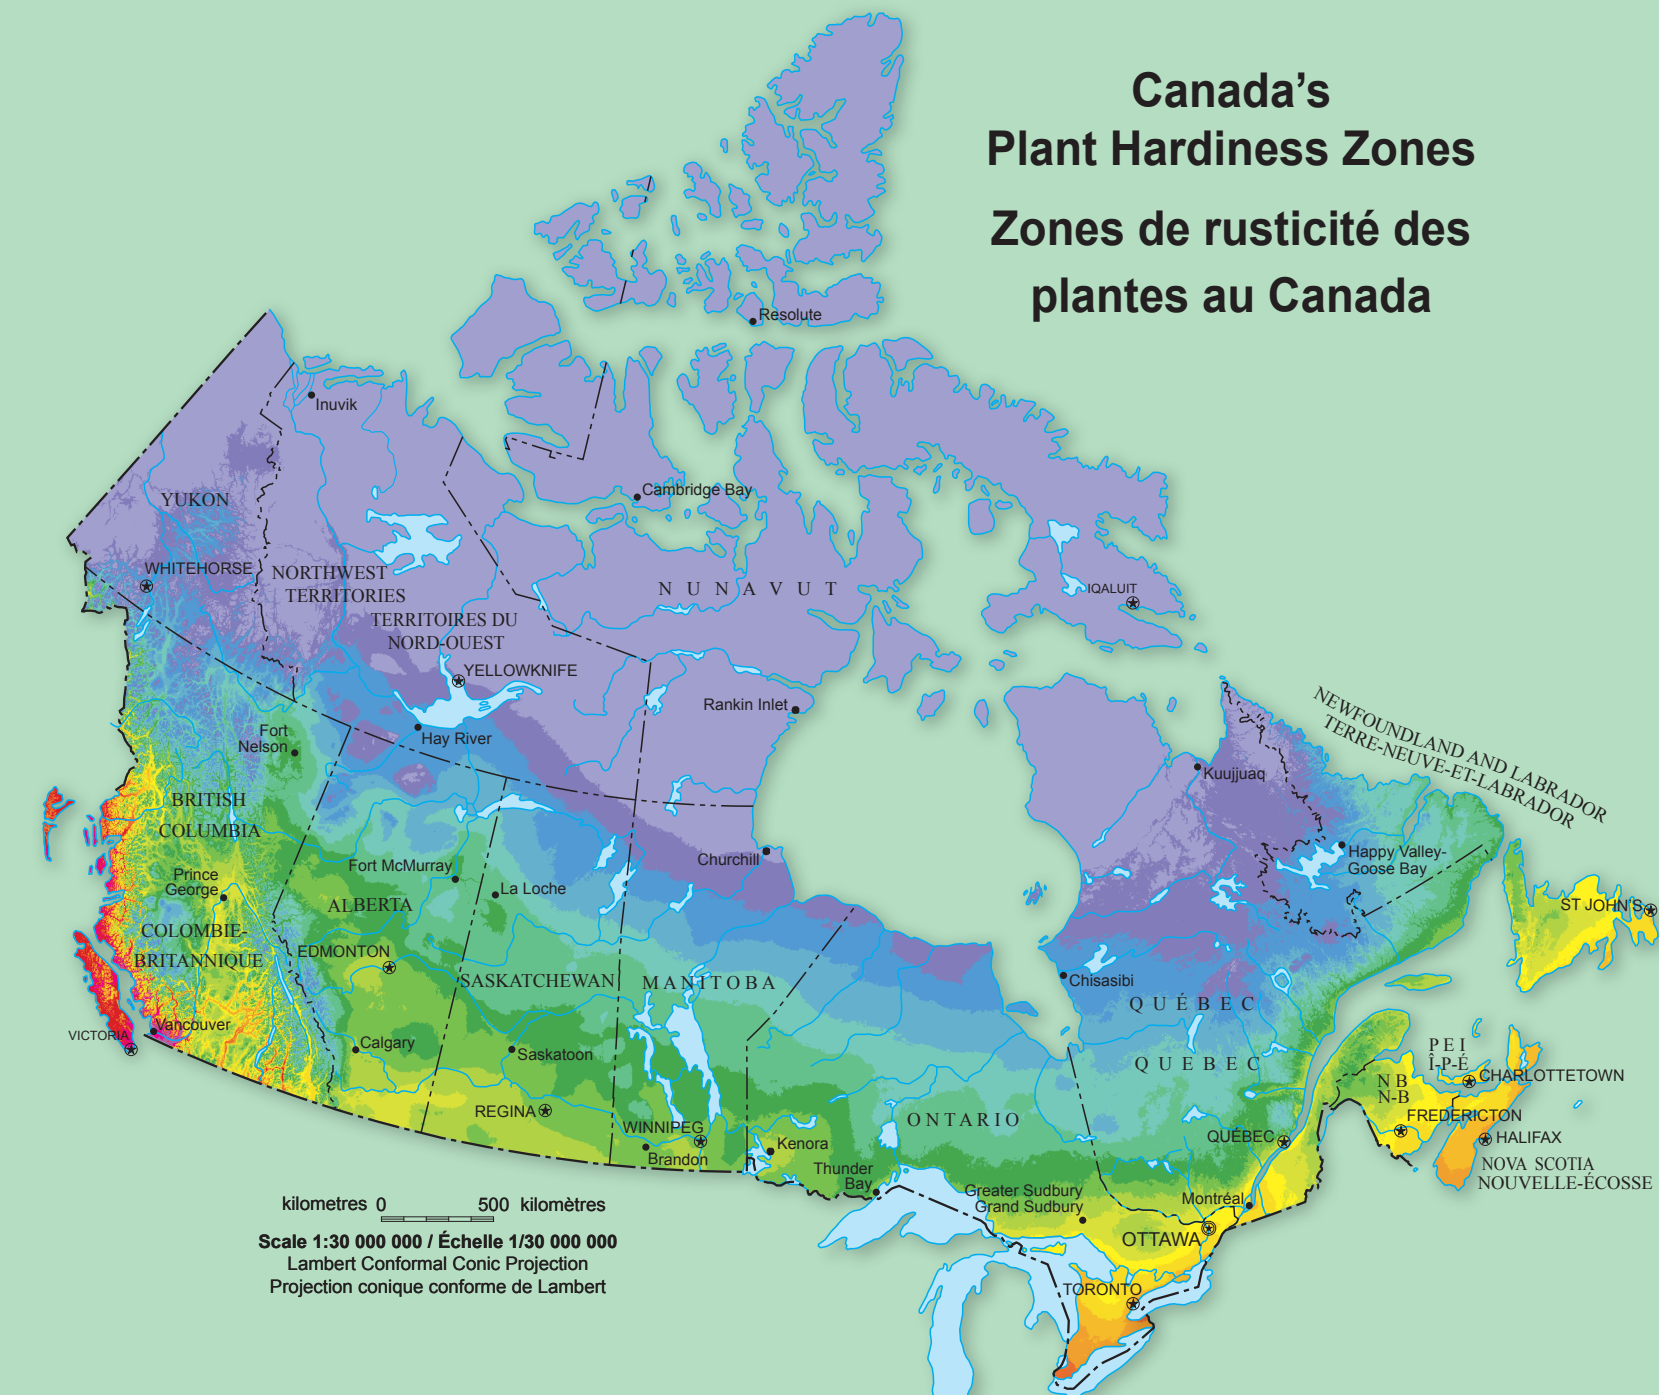 Canada's
Plant Hardiness Zones
Zones de rusticité des
plantes au Canada
Resolute
Inuvik
Cambridge Bay
YUKON
WHITEHORSE
NORTHWEST
TERRITORIES
TERRITOIRES DU
NORD-OUEST
NUNAVUT
IQALUIT
YELLOWKNIFE
Rankin Inlet
Hay River
Fort
Nelson
Kuujjuaq
NEWFOUNDLAND AND LABRADOR
TERRE-NEUVE-ET-LABRADOR
BRITISH
COLUMBIA
Churchill
Happy Valley-
Goose Bay
Fort McMurray
Prince
George
La Loche
ALBERTA
ST JOHN'S
COLOMBIE-
BRITANNIQUE
EDMONTON
SASKATCHEWAN
MANITOBA
Chisasibi
QUÉBEC
Vancouver
VICTORIA
Calgary
Saskatoon
QUEBEC
PEI
Î-P-É
CHARLOTTETOWN
N B
N-B
REGINA
FREDERICTON
WINNIPEG
Brandon
Kenora
ONTARIO
QUÉBEC
HALIFAX
Thunder
Bay
NOVA SCOTIA
NOUVELLE-ÉCOSSE
Greater Sudbury
Grand Sudbury
Montréal
OTTAWA
TORONTO
kilometres 0 500 kilomètres
Scale 1:30 000 000 / Échelle 1/30 000 000
Lambert Conformal Conic Projection
Projection conique conforme de Lambert